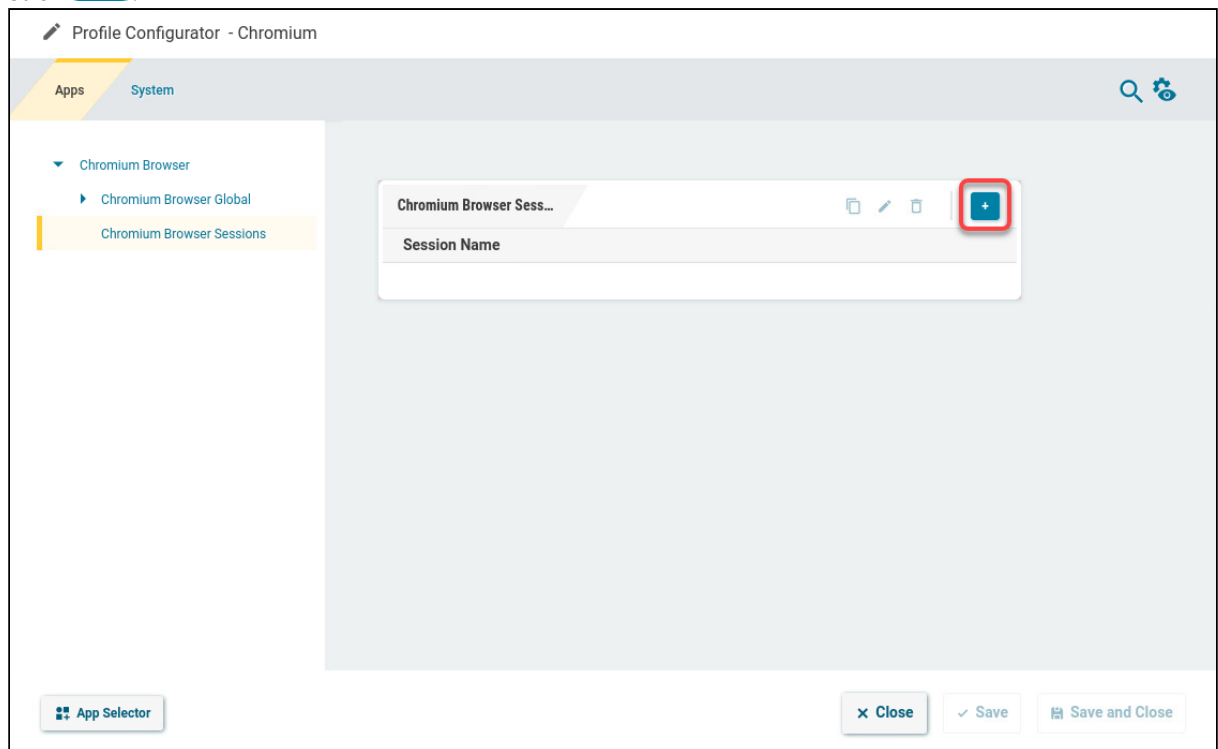 Profile Configurator - Chromium
Apps
System
Chromium Browser
Chromium Browser Global
Chromium Browser Sessions
Chromium Browser Sess...
+
Session Name
App Selector
Close
Save
Save and Close